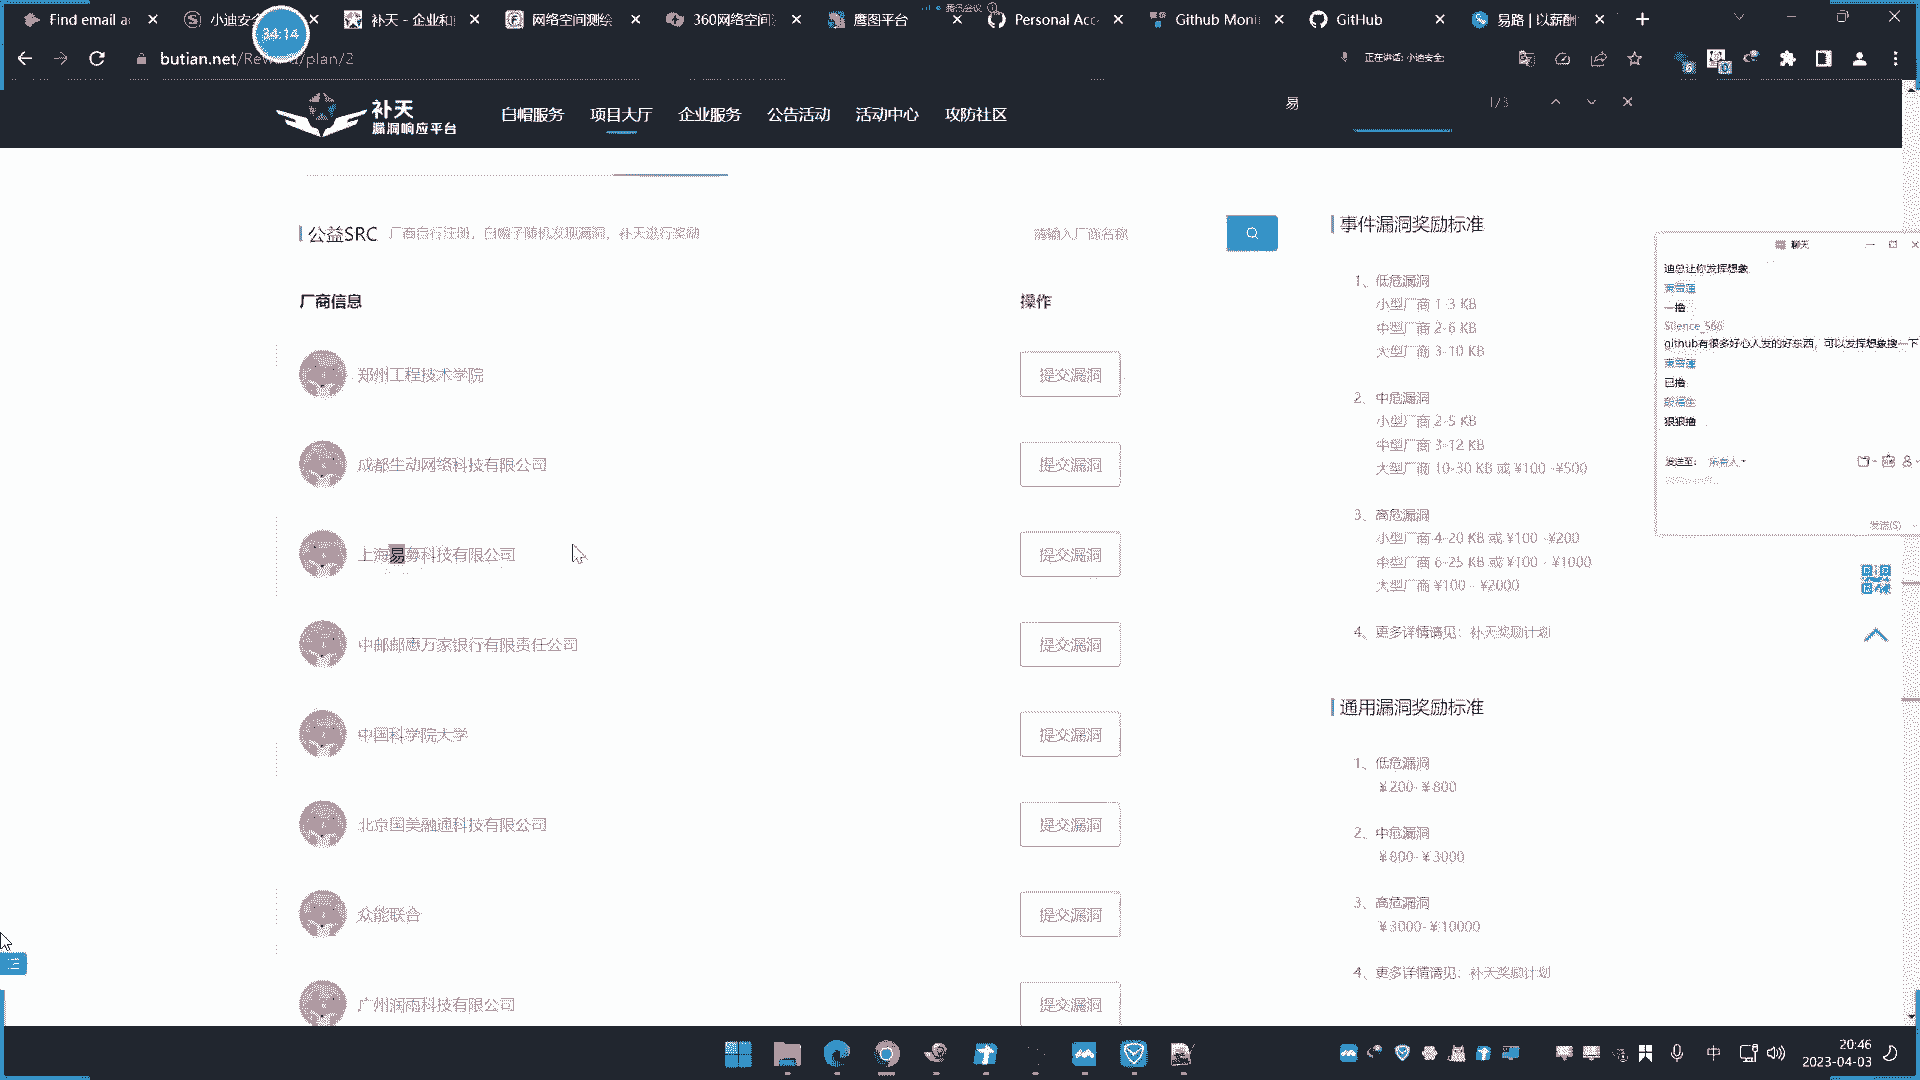 Find email a
小迪安全
补天 - 企业和
网络空间测绘
360网络空间
鹰图平台
腾讯会议
Personal Acc
Github Moni
GitHub
易路 | 以薪酬
34:14
butian.net/Reward/plan/2
正在讲话: 小迪安全;
补天
漏洞响应平台
白帽服务
项目大厅
企业服务
公告活动
活动中心
攻防社区
易
1/3
公益SRC
厂商自行注册，白帽子随机发现漏洞，补天进行奖励
请输入厂商名称
厂商信息
操作
郑州工程技术学院
提交漏洞
成都生动网络科技有限公司
提交漏洞
提交漏洞
中邮邮惠万家银行有限责任公司
提交漏洞
中国科学院大学
提交漏洞
北京国美融通科技有限公司
提交漏洞
众能联合
提交漏洞
广州润雨科技有限公司
提交漏洞
事件漏洞奖励标准
1、低危漏洞
小型厂商 1-3 KB
中型厂商 2-6 KB
大型厂商 3-10 KB
2、中危漏洞
小型厂商 2-5 KB
中型厂商 3-12 KB
大型厂商 10-30 KB 或 ¥100 -¥500
3、高危漏洞
小型厂商 4-20 KB 或 ¥100 -¥200
中型厂商 6-25 KB 或 ¥100 - ¥1000
大型厂商 ¥100 - ¥2000
4、更多详情请见：补天奖励计划
通用漏洞奖励标准
1、低危漏洞
¥200-¥800
2、中危漏洞
¥800-¥3000
3、高危漏洞
¥3000-¥10000
4、更多详情请见：补天奖励计划
聊天
迪总让你发挥想象
一撸
Silence_560
github有很多好心人发的好东西，可以发挥想象搜一下
已撸
狠狠撸
发送至：
所有人
发送(S)
中
20:46
2023-04-03